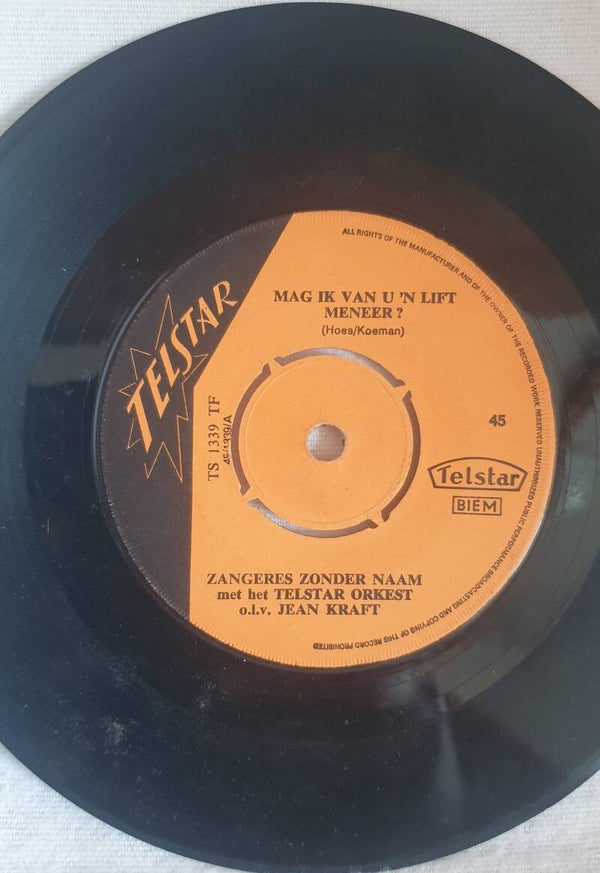 ALL RIGHTS OF THE MANUFACTURER AND OF THE OWNER OF THE RECORDED WORK RESERVED UNAUTHORIZED PUBLIC PERFORMANCE BROADCASTING AND COPYING OF THIS RECORD PROHIBITED
TELSTAR
MAG IK VAN U 'N LIFT
MENEER ?
(Hoes/Koeman)
TS 1339 TF
45/1339/A
45
Telstar
BIEM
ZANGERES ZONDER NAAM
met het TELSTAR ORKEST
o.l.v. JEAN KRAFT